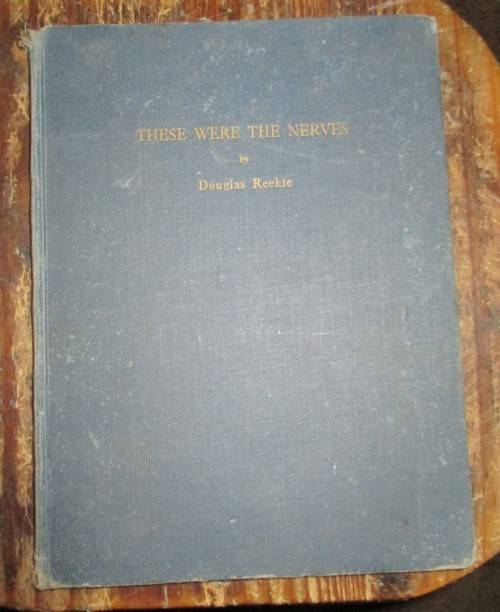 THESE WERE THE NERVES
by
Douglas Reekie